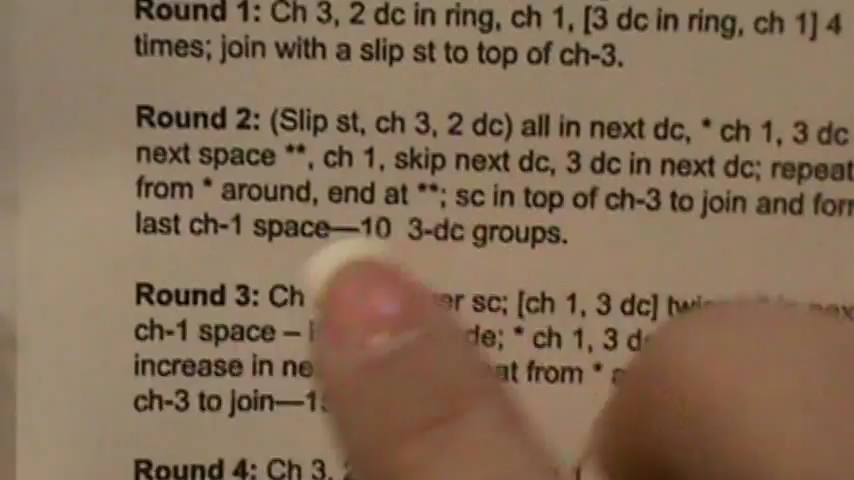 Round 1: Ch 3, 2 dc in ring, ch 1, [3 dc in ring, ch 1] 4
times; join with a slip st to top of ch-3.
Round 2: (Slip st, ch 3, 2 dc) all in next dc, * ch 1, 3 dc
next space **, ch 1, skip next dc, 3 dc in next dc; repeat
from * around, end at **; sc in top of ch-3 to join and
last ch-1 space—10 3-dc groups.
Round 3: Ch sc; [ch 1, 3 dc]
ch-1 space – * ch 1, 3
increase in from *
ch-3 to join—
Round 4: Ch 3,